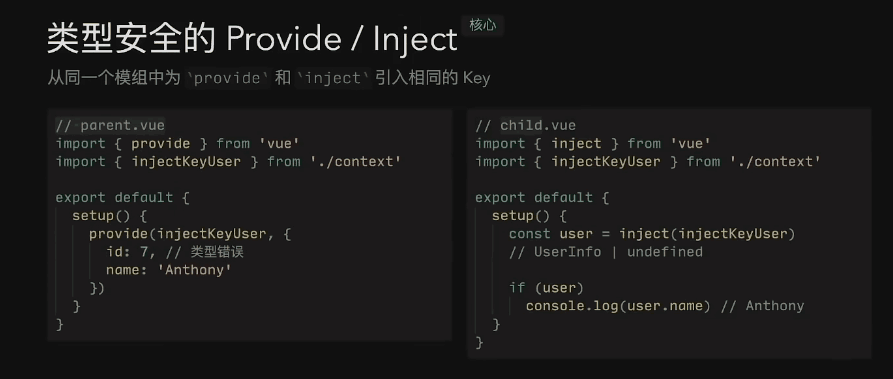 类型安全的 Provide / Inject 核心
从同一个模组中为 `provide` 和 `inject` 引入相同的 Key
// parent.vue
import { provide } from 'vue'
import { injectKeyUser } from './context'
export default {
setup() {
provide(injectKeyUser, {
id: 7, // 类型错误
name: 'Anthony'
})
}
}
// child.vue
import { inject } from 'vue'
import { injectKeyUser } from './context'
export default {
setup() {
const user = inject(injectKeyUser)
// UserInfo | undefined
if (user)
console.log(user.name) // Anthony
}
}